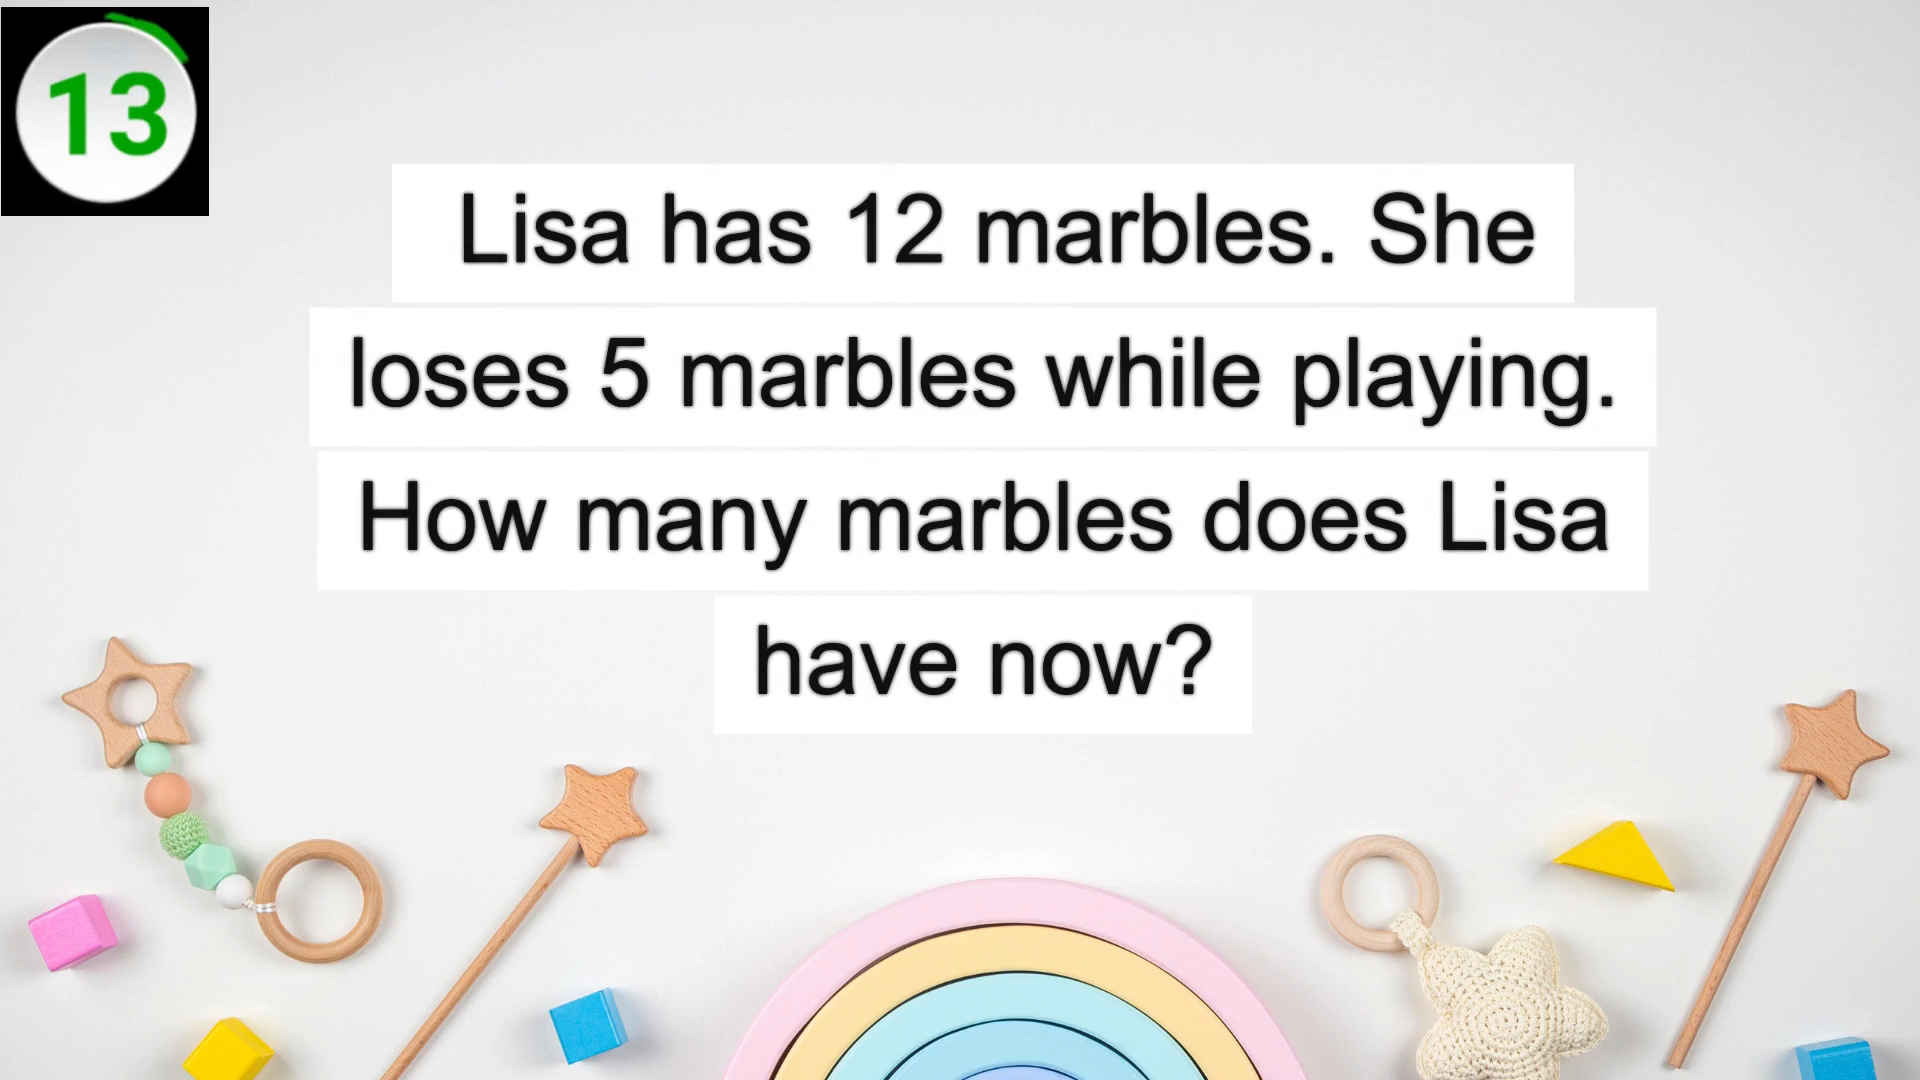 13
Lisa has 12 marbles. She
loses 5 marbles while playing.
How many marbles does Lisa
have now?